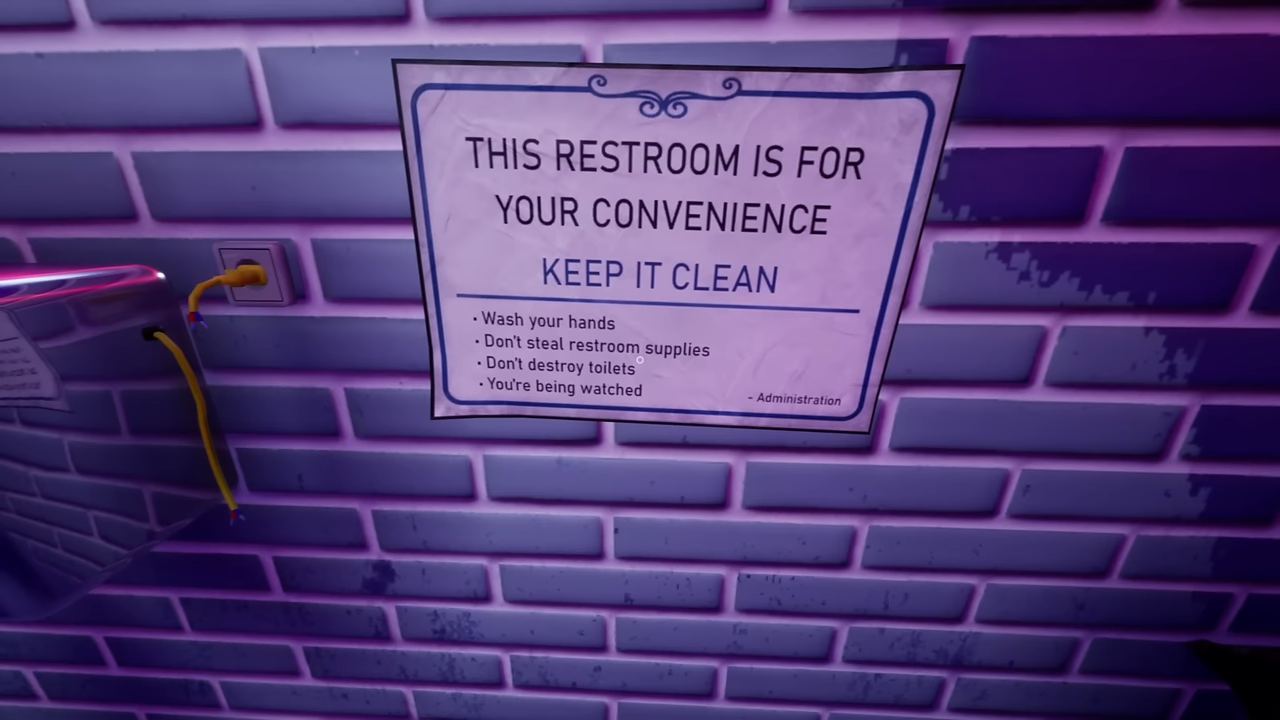 THIS RESTROOM IS FOR
YOUR CONVENIENCE
KEEP IT CLEAN
• Wash your hands
• Don't steal restroom supplies
• Don't destroy toilets
• You're being watched
- Administration